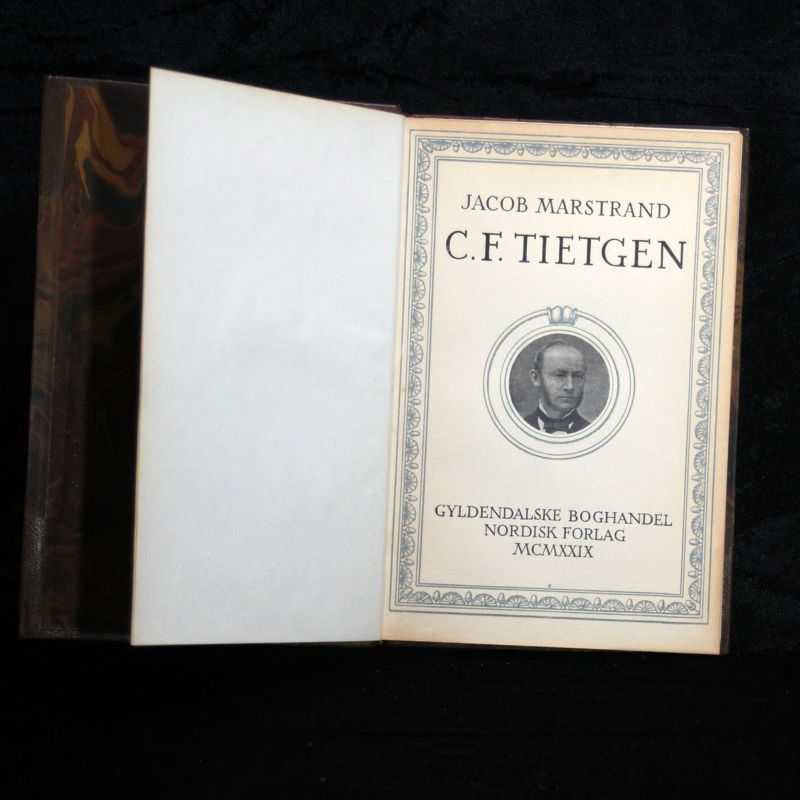 JACOB MARSTRAND
C.F. TIETGEN
GYLDENDALSKE BOGHANDEL
NORDISK FORLAG
MCMXXIX